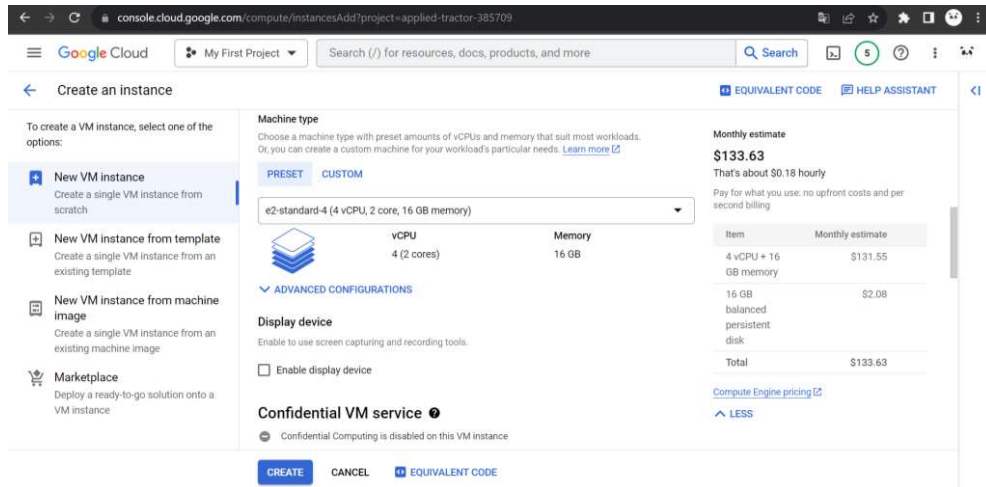 console.cloud.google.com/compute/instancesAdd?project=applied-tractor-385709
Google Cloud
My First Project
Search (/) for resources, docs, products, and more
Search
5
Create an instance
EQUIVALENT CODE
HELP ASSISTANT
To create a VM instance, select one of the
options:
New VM instance
Create a single VM instance from
scratch
New VM instance from template
Create a single VM instance from an
existing template
New VM instance from machine
image
Create a single VM instance from an
existing machine image
Marketplace
Deploy a ready-to-go solution onto a
VM instance
Machine type
Choose a machine type with preset amounts of vCPUs and memory that suit most workloads.
Or, you can create a custom machine for your workload's particular needs. Learn more
PRESET
CUSTOM
e2-standard-4 (4 vCPU, 2 core, 16 GB memory)
vCPU
Memory
4 (2 cores)
16 GB
ADVANCED CONFIGURATIONS
Display device
Enable to use screen capturing and recording tools.
Enable display device
Confidential VM service
Confidential Computing is disabled on this VM instance
CREATE
CANCEL
EQUIVALENT CODE
Monthly estimate
$133.63
That's about $0.18 hourly
Pay for what you use: no upfront costs and per
second billing
Item
Monthly estimate
4 vCPU + 16
GB memory
$131.55
16 GB
balanced
persistent
disk
$2.08
Total
$133.63
Compute Engine pricing
LESS